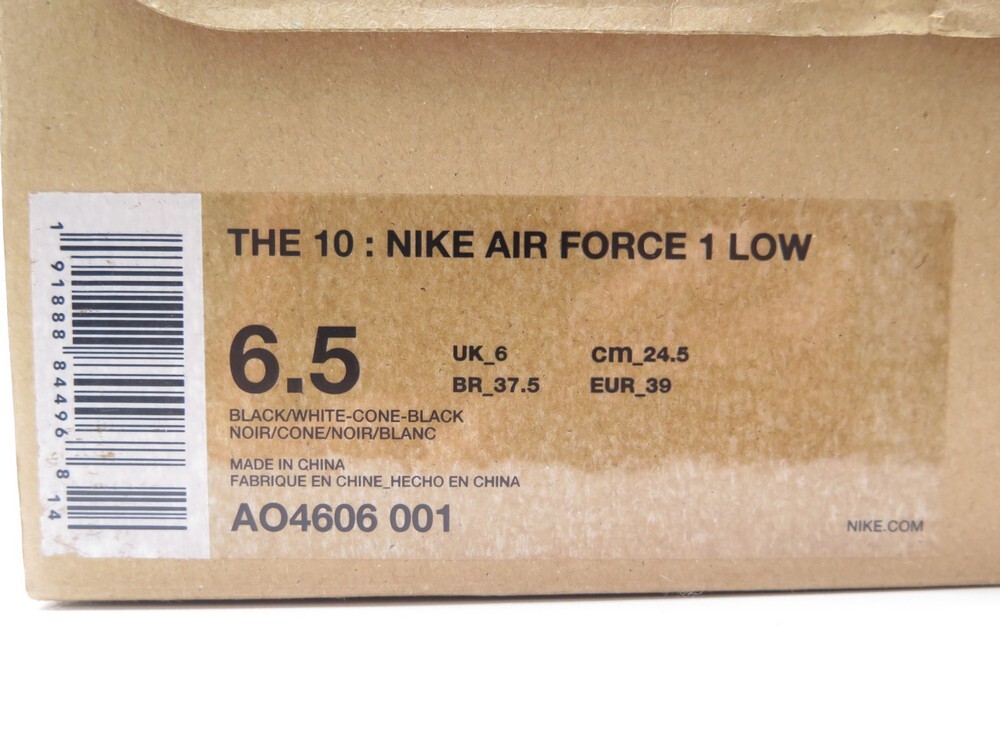 THE 10 : NIKE AIR FORCE 1 LOW
6.5
UK_6 cm_24.5
BR_37.5 EUR_39
BLACK/WHITE-CONE-BLACK
NOIR/CONE/NOIR/BLANC
MADE IN CHINA
FABRIQUE EN CHINE_HECHO EN CHINA
AO4606 001
NIKE.COM
1 91888 84496 8 14